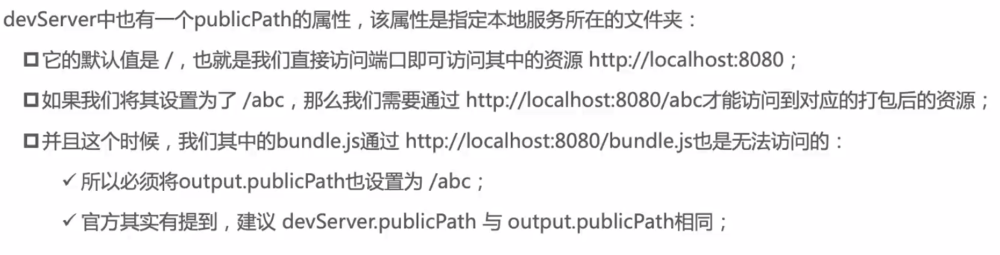 devServer中也有一个publicPath的属性，该属性是指定本地服务所在的文件夹：
它的默认值是 /，也就是我们直接访问端口即可访问其中的资源 http://localhost:8080；
如果我们将其设置为了 /abc，那么我们需要通过 http://localhost:8080/abc才能访问到对应的打包后的资源；
并且这个时候，我们其中的bundle.js通过 http://localhost:8080/bundle.js也是无法访问的：
✓ 所以必须将output.publicPath也设置为 /abc；
✓ 官方其实有提到，建议 devServer.publicPath 与 output.publicPath相同；